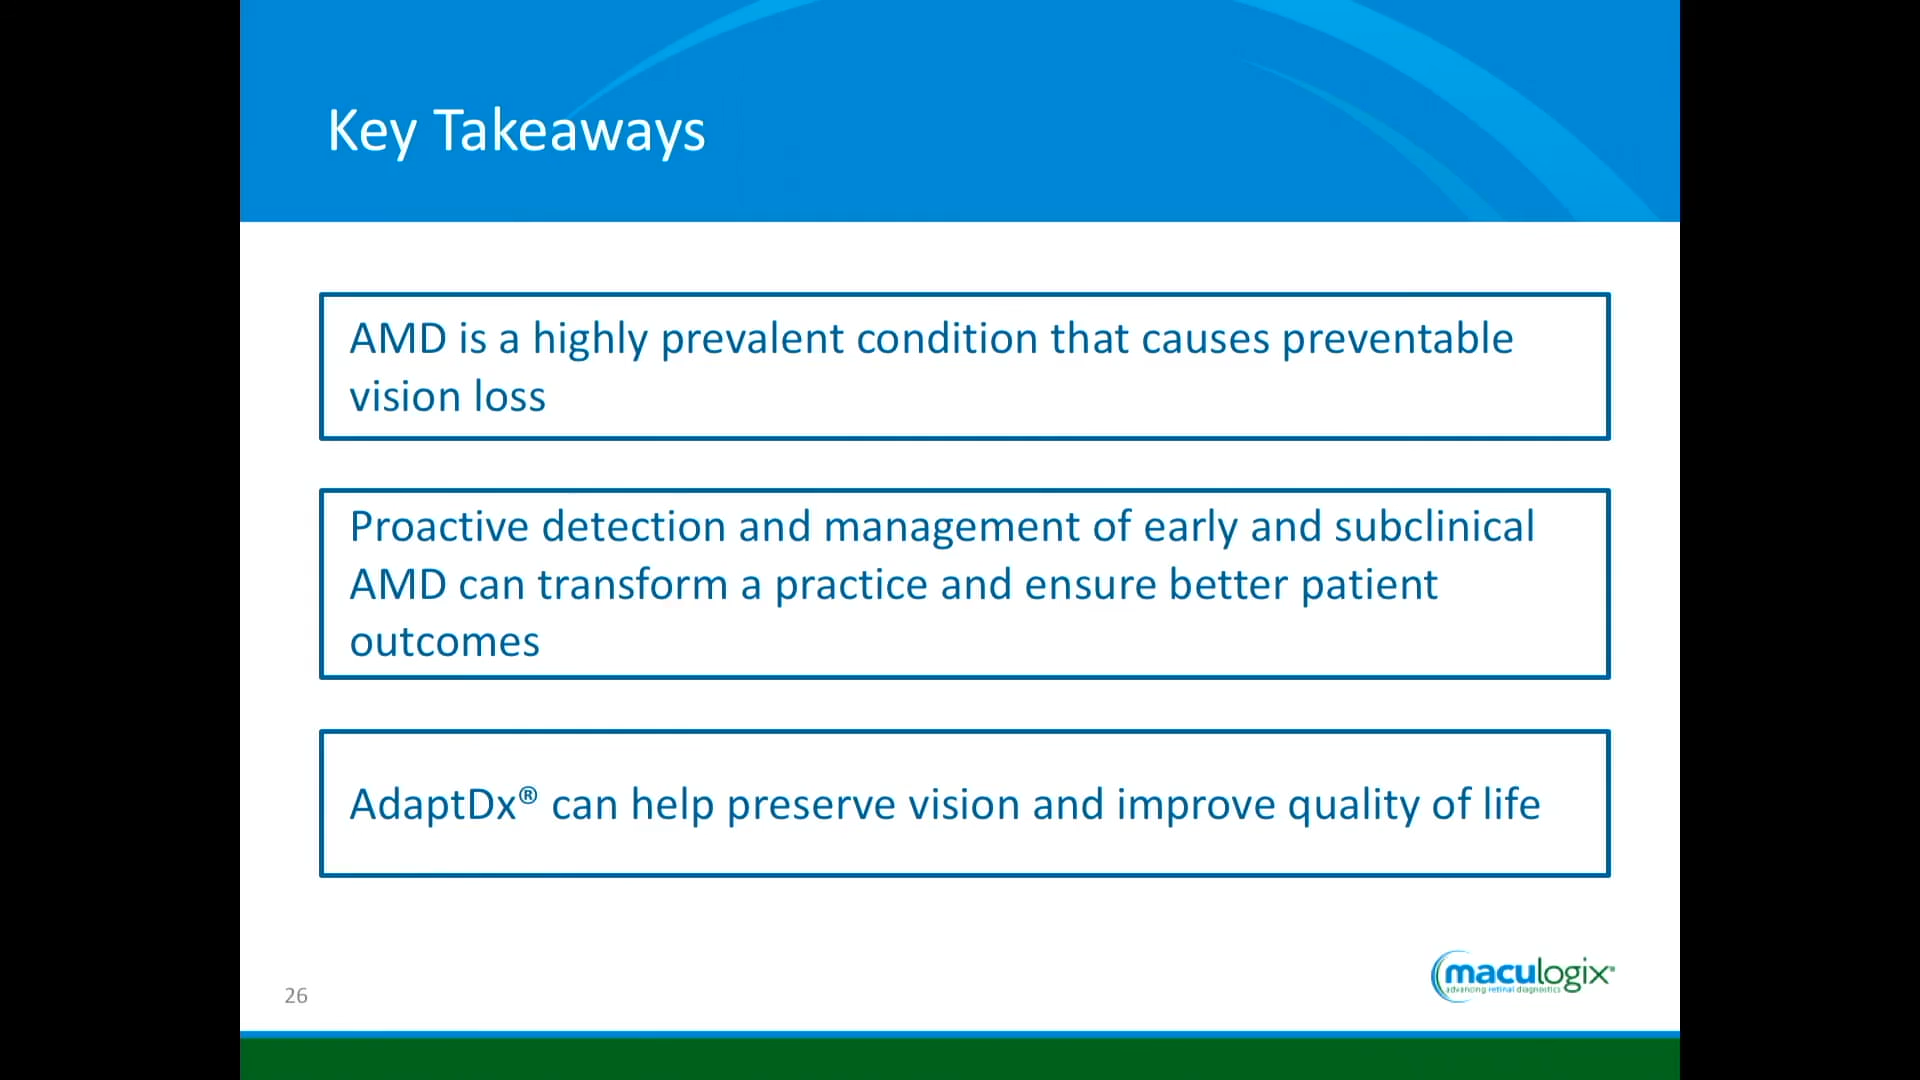 Key Takeaways
AMD is a highly prevalent condition that causes preventable
vision loss
Proactive detection and management of early and subclinical
AMD can transform a practice and ensure better patient
outcomes
AdaptDx® can help preserve vision and improve quality of life
maculogix®
advancing retinal diagnostics
26